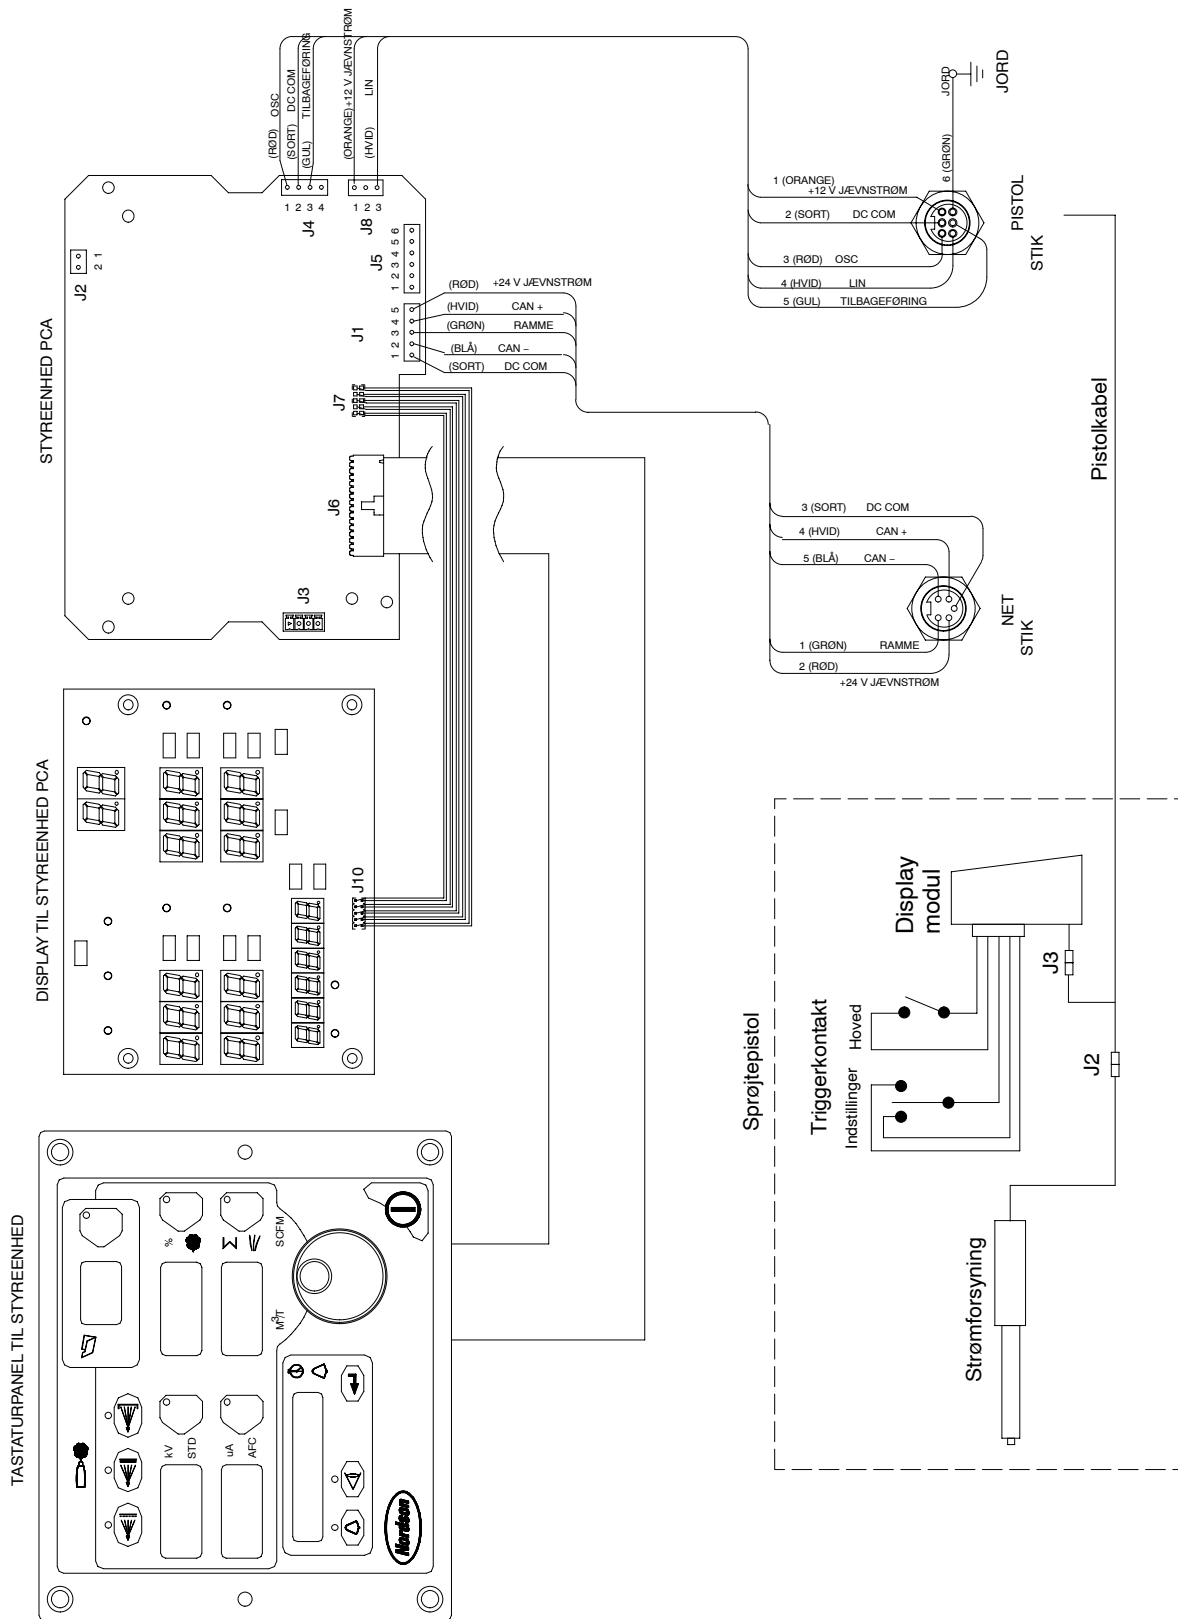 STYREENHED PCA
J2
2 1
(RØD) OSC
(SORT) DC COM
(GUL) TILBAGEFØRING
(ORANGE)+12 V JÆVNSTRØM
(HVID) LIN
1 2 3 4
J4
1 2 3
J8
J5
1 2 3 4 5 6
J1
1 2 3 4 5
(RØD) +24 V JÆVNSTRØM
(HVID) CAN +
(GRØN) RAMME
(BLÅ) CAN –
(SORT) DC COM
J7
J6
J3
1 (ORANGE)
+12 V JÆVNSTRØM
2 (SORT) DC COM
3 (RØD) OSC
4 (HVID) LIN
5 (GUL) TILBAGEFØRING
6 (GRØN) JORD
JORD
PISTOL
STIK
3 (SORT) DC COM
4 (HVID) CAN +
5 (BLÅ) CAN –
1 (GRØN) RAMME
2 (RØD)
+24 V JÆVNSTRØM
NET
STIK
Pistolkabel
DISPLAY TIL STYREENHED PCA
J10
TASTATURPANEL TIL STYREENHED
kV
STD
uA
AFC
%
SCFM
M³/T
Nordson
Sprøjtepistol
Triggerkontakt
Indstillinger
Hoved
Display
modul
J3
J2
Strømforsyning